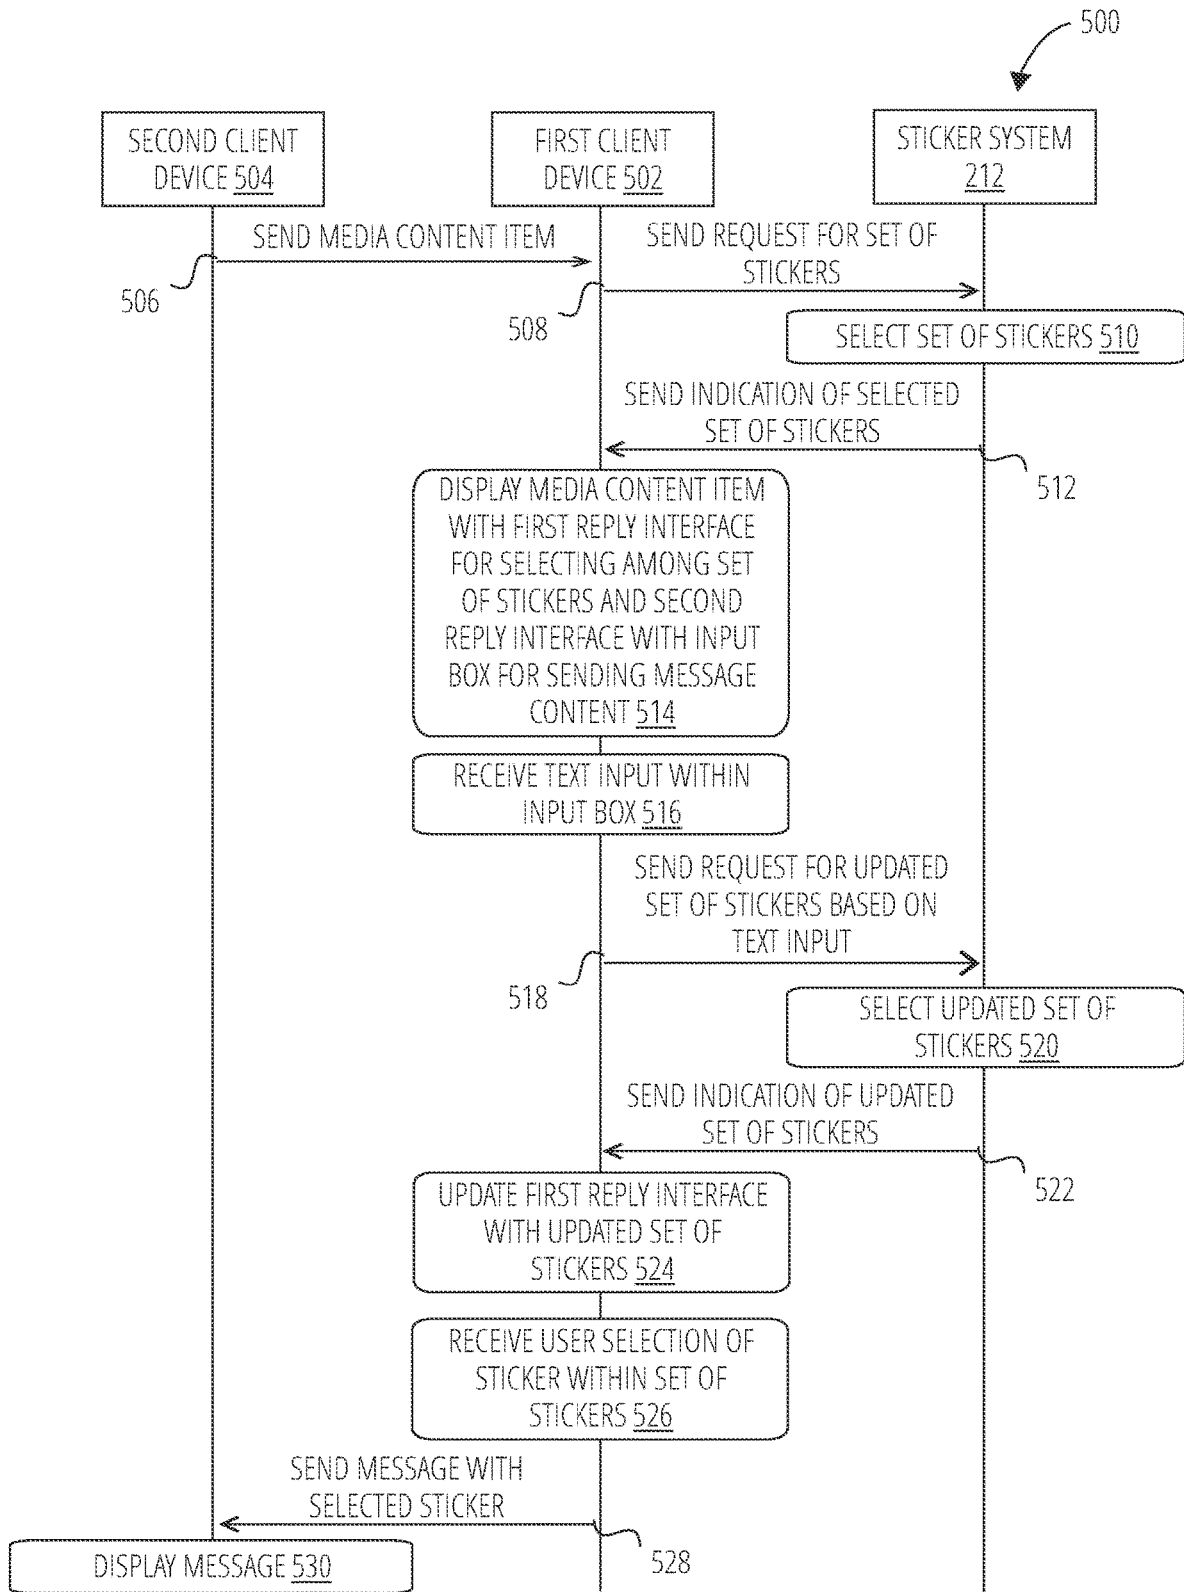 500
SECOND CLIENT
DEVICE 504
FIRST CLIENT
DEVICE 502
STICKER SYSTEM
212
SEND MEDIA CONTENT ITEM
506
SEND REQUEST FOR SET OF
STICKERS
508
SELECT SET OF STICKERS 510
SEND INDICATION OF SELECTED
SET OF STICKERS
512
DISPLAY MEDIA CONTENT ITEM
WITH FIRST REPLY INTERFACE
FOR SELECTING AMONG SET
OF STICKERS AND SECOND
REPLY INTERFACE WITH INPUT
BOX FOR SENDING MESSAGE
CONTENT 514
RECEIVE TEXT INPUT WITHIN
INPUT BOX 516
SEND REQUEST FOR UPDATED
SET OF STICKERS BASED ON
TEXT INPUT
518
SELECT UPDATED SET OF
STICKERS 520
SEND INDICATION OF UPDATED
SET OF STICKERS
522
UPDATE FIRST REPLY INTERFACE
WITH UPDATED SET OF
STICKERS 524
RECEIVE USER SELECTION OF
STICKER WITHIN SET OF
STICKERS 526
SEND MESSAGE WITH
SELECTED STICKER
528
DISPLAY MESSAGE 530